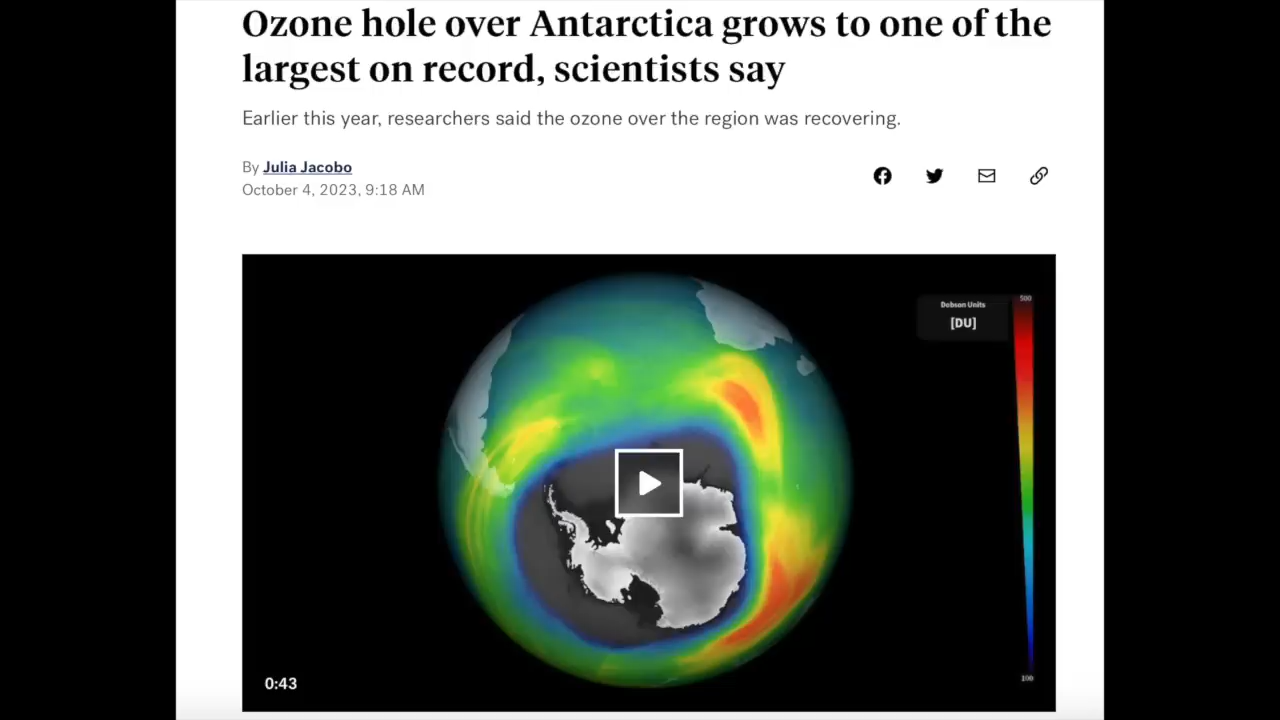 Ozone hole over Antarctica grows to one of the
largest on record, scientists say
Earlier this year, researchers said the ozone over the region was recovering.
By Julia Jacobo
October 4, 2023, 9:18 AM
Dobson Units
[DU]
500
100
0:43